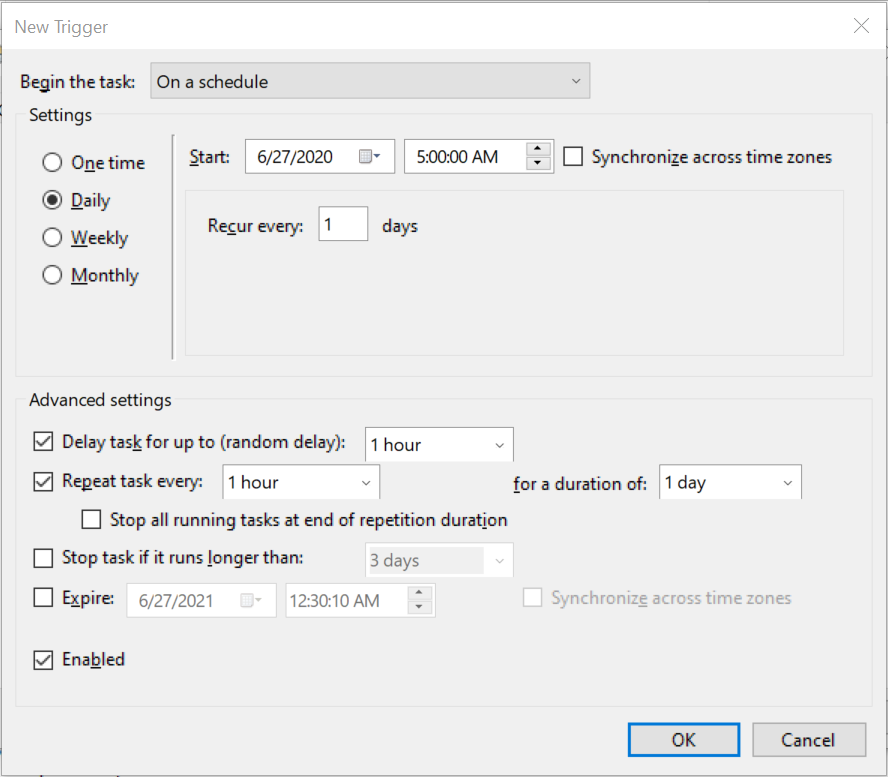 New Trigger
Begin the task: On a schedule
Settings
One time
Daily
Weekly
Monthly
Start: 6/27/2020 5:00:00 AM Synchronize across time zones
Recur every: 1 days
Advanced settings
Delay task for up to (random delay): 1 hour
Repeat task every: 1 hour for a duration of: 1 day
Stop all running tasks at end of repetition duration
Stop task if it runs longer than: 3 days
Expire: 6/27/2021 12:30:10 AM Synchronize across time zones
Enabled
OK Cancel